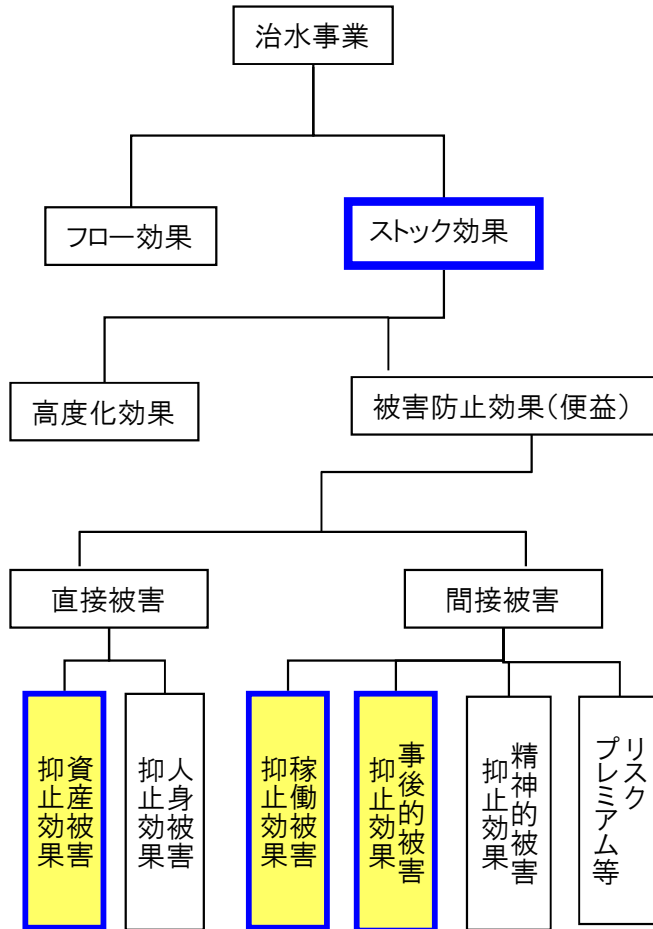 治水事業
フロー効果
ストック効果
高度化効果
被害防止効果(便益)
直接被害
間接被害
資産被害
抑止効果
人身被害
抑止効果
稼働被害
抑止効果
事後的被害
抑止効果
精神的被害
抑止効果
リスク
プレミアム等